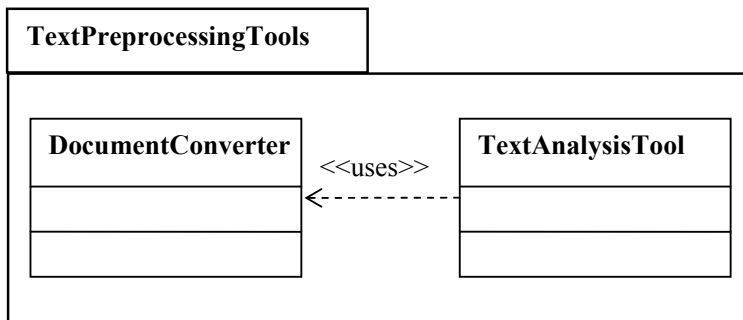 TextPreprocessingTools
DocumentConverter
<<uses>>
TextAnalysisTool